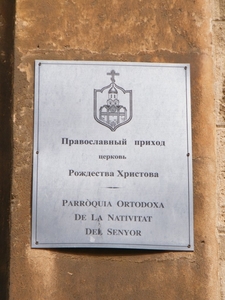 Православный приход
церковь
Рождества Христова
PARRÒQUIA ORTODOXA
DE LA NATIVITAT
DEL SENYOR